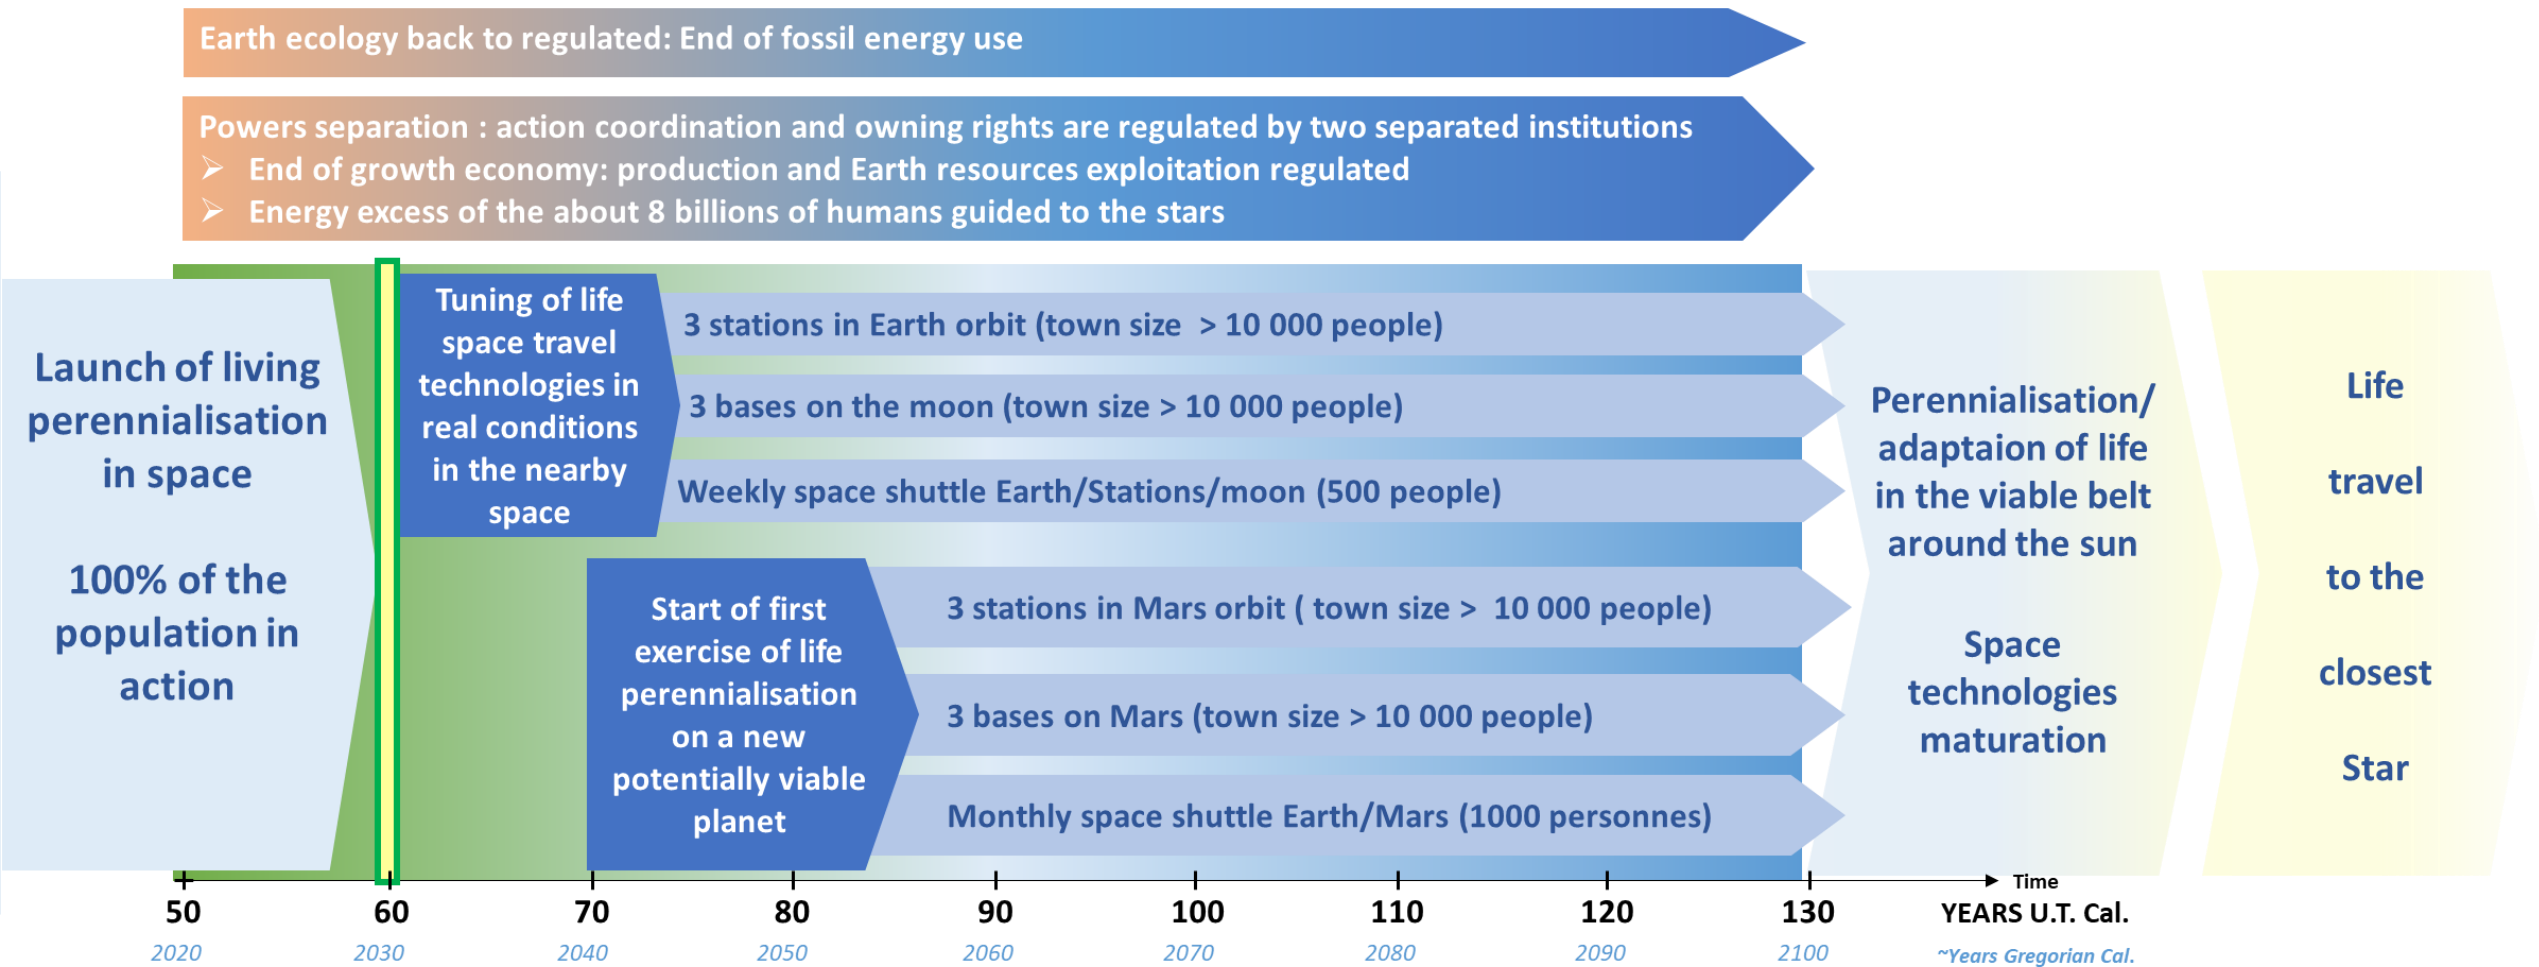 Earth ecology back to regulated: End of fossil energy use
Powers separation : action coordination and owning rights are regulated by two separated institutions
➢ End of growth economy: production and Earth resources exploitation regulated
➢ Energy excess of the about 8 billions of humans guided to the stars
Launch of living
perennialisation
in space
100% of the
population in
action
Tuning of life
space travel
technologies in
real conditions
in the nearby
space
3 stations in Earth orbit (town size  > 10 000 people)
3 bases on the moon (town size > 10 000 people)
Weekly space shuttle Earth/Stations/moon (500 people)
Start of first
exercise of life
perennialisation
on a new
potentially viable
planet
3 stations in Mars orbit ( town size >  10 000 people)
3 bases on Mars (town size > 10 000 people)
Monthly space shuttle Earth/Mars (1000 personnes)
Perennialisation/
adaptaion of life
in the viable belt
around the sun
Space
technologies
maturation
Life
travel
to the
closest
Star
Time
50 60 70 80 90 100 110 120 130 YEARS U.T. Cal.
2020 2030 2040 2050 2060 2070 2080 2090 2100 ~Years Gregorian Cal.